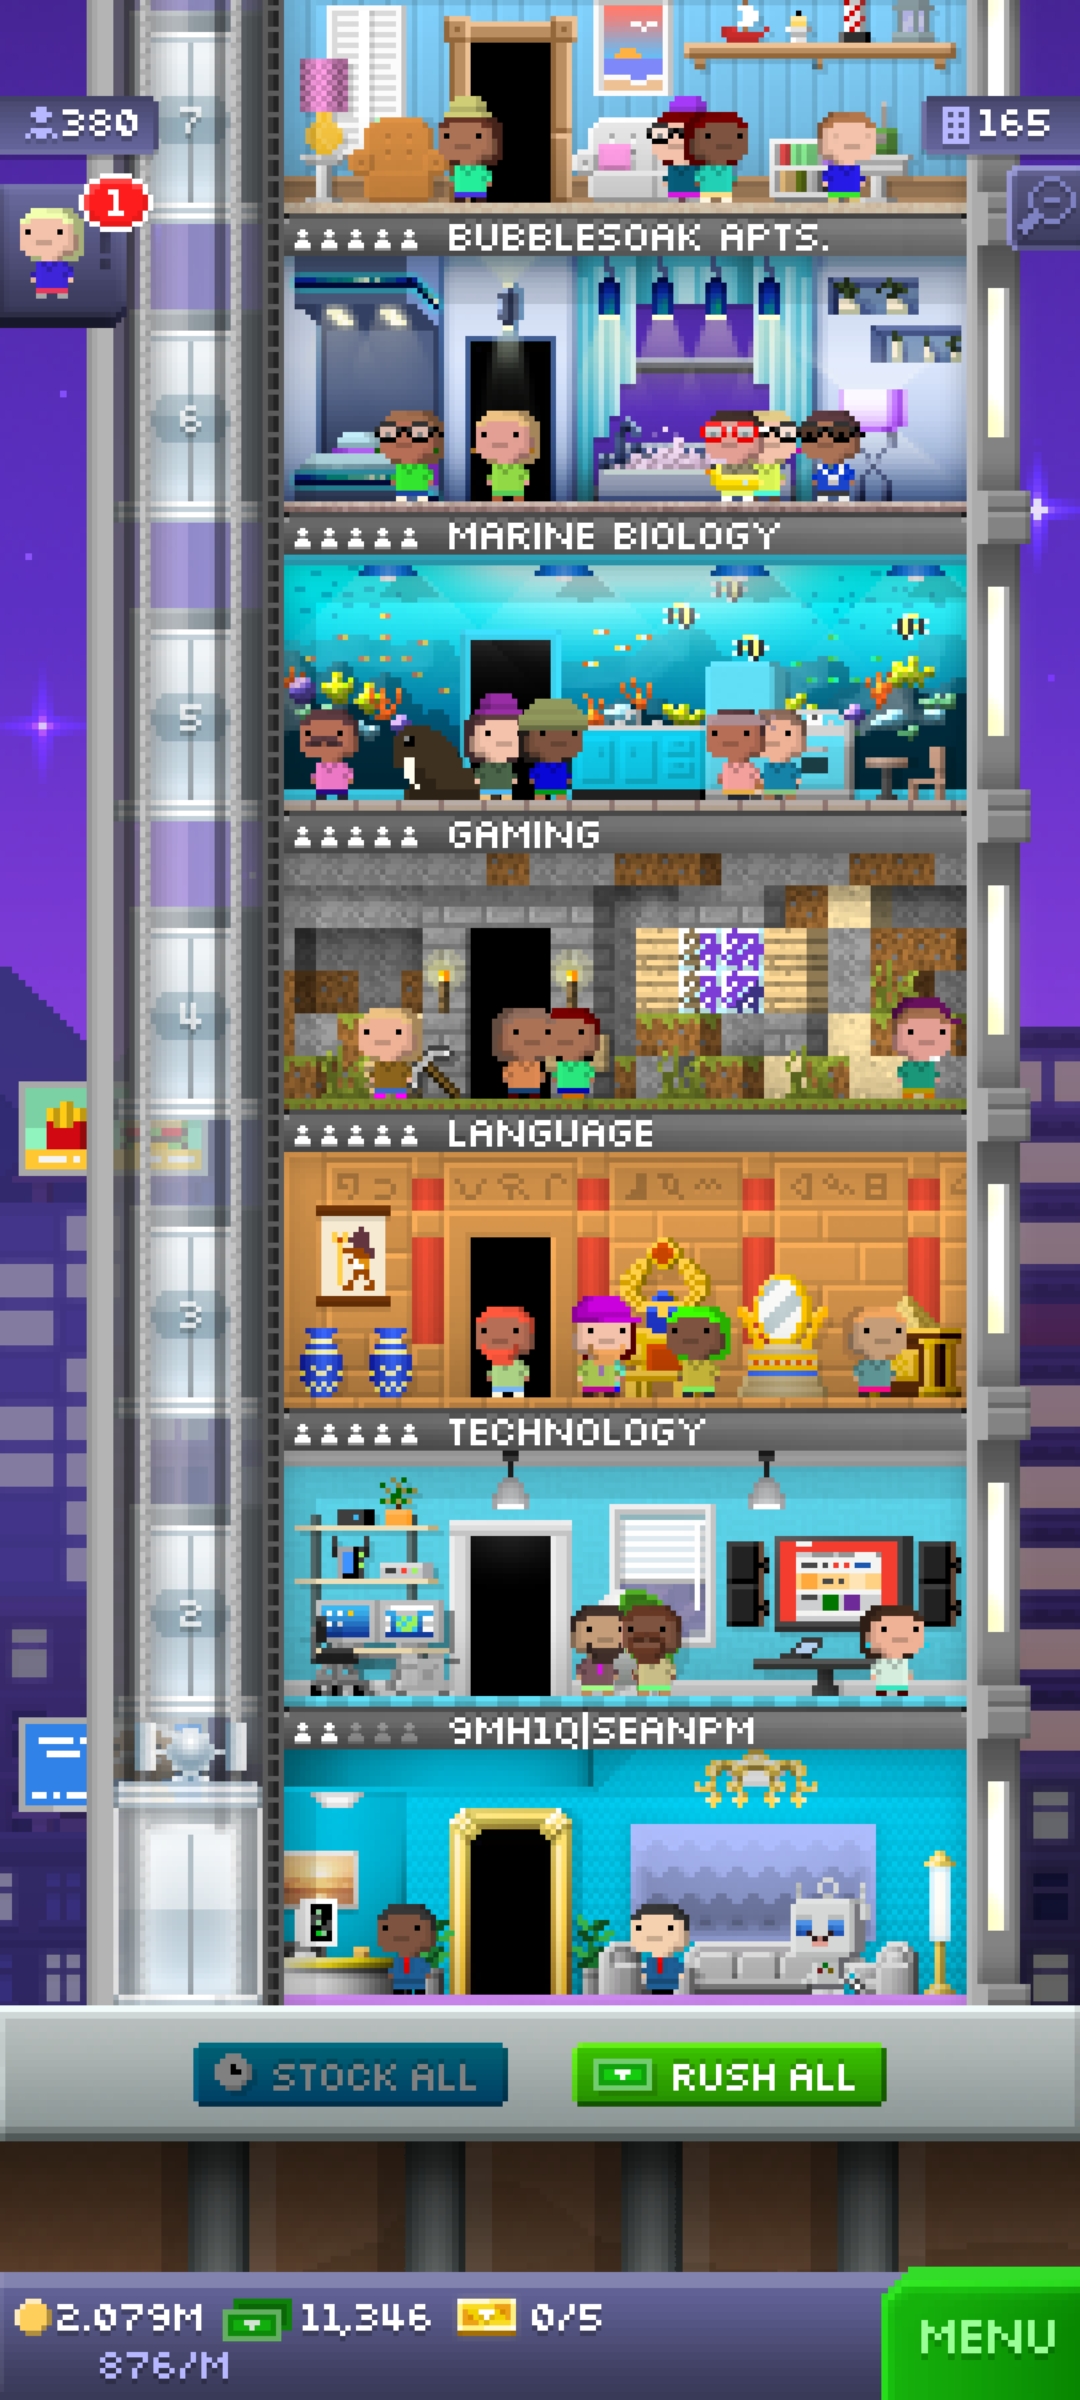 380
7
165
1
BUBBLESOAK APTS.
6
MARINE BIOLOGY
5
GAMING
4
LANGUAGE
3
TECHNOLOGY
2
9MH1Q|SEANPM
STOCK ALL
RUSH ALL
2.079M
11,346
0/5
876/M
MENU